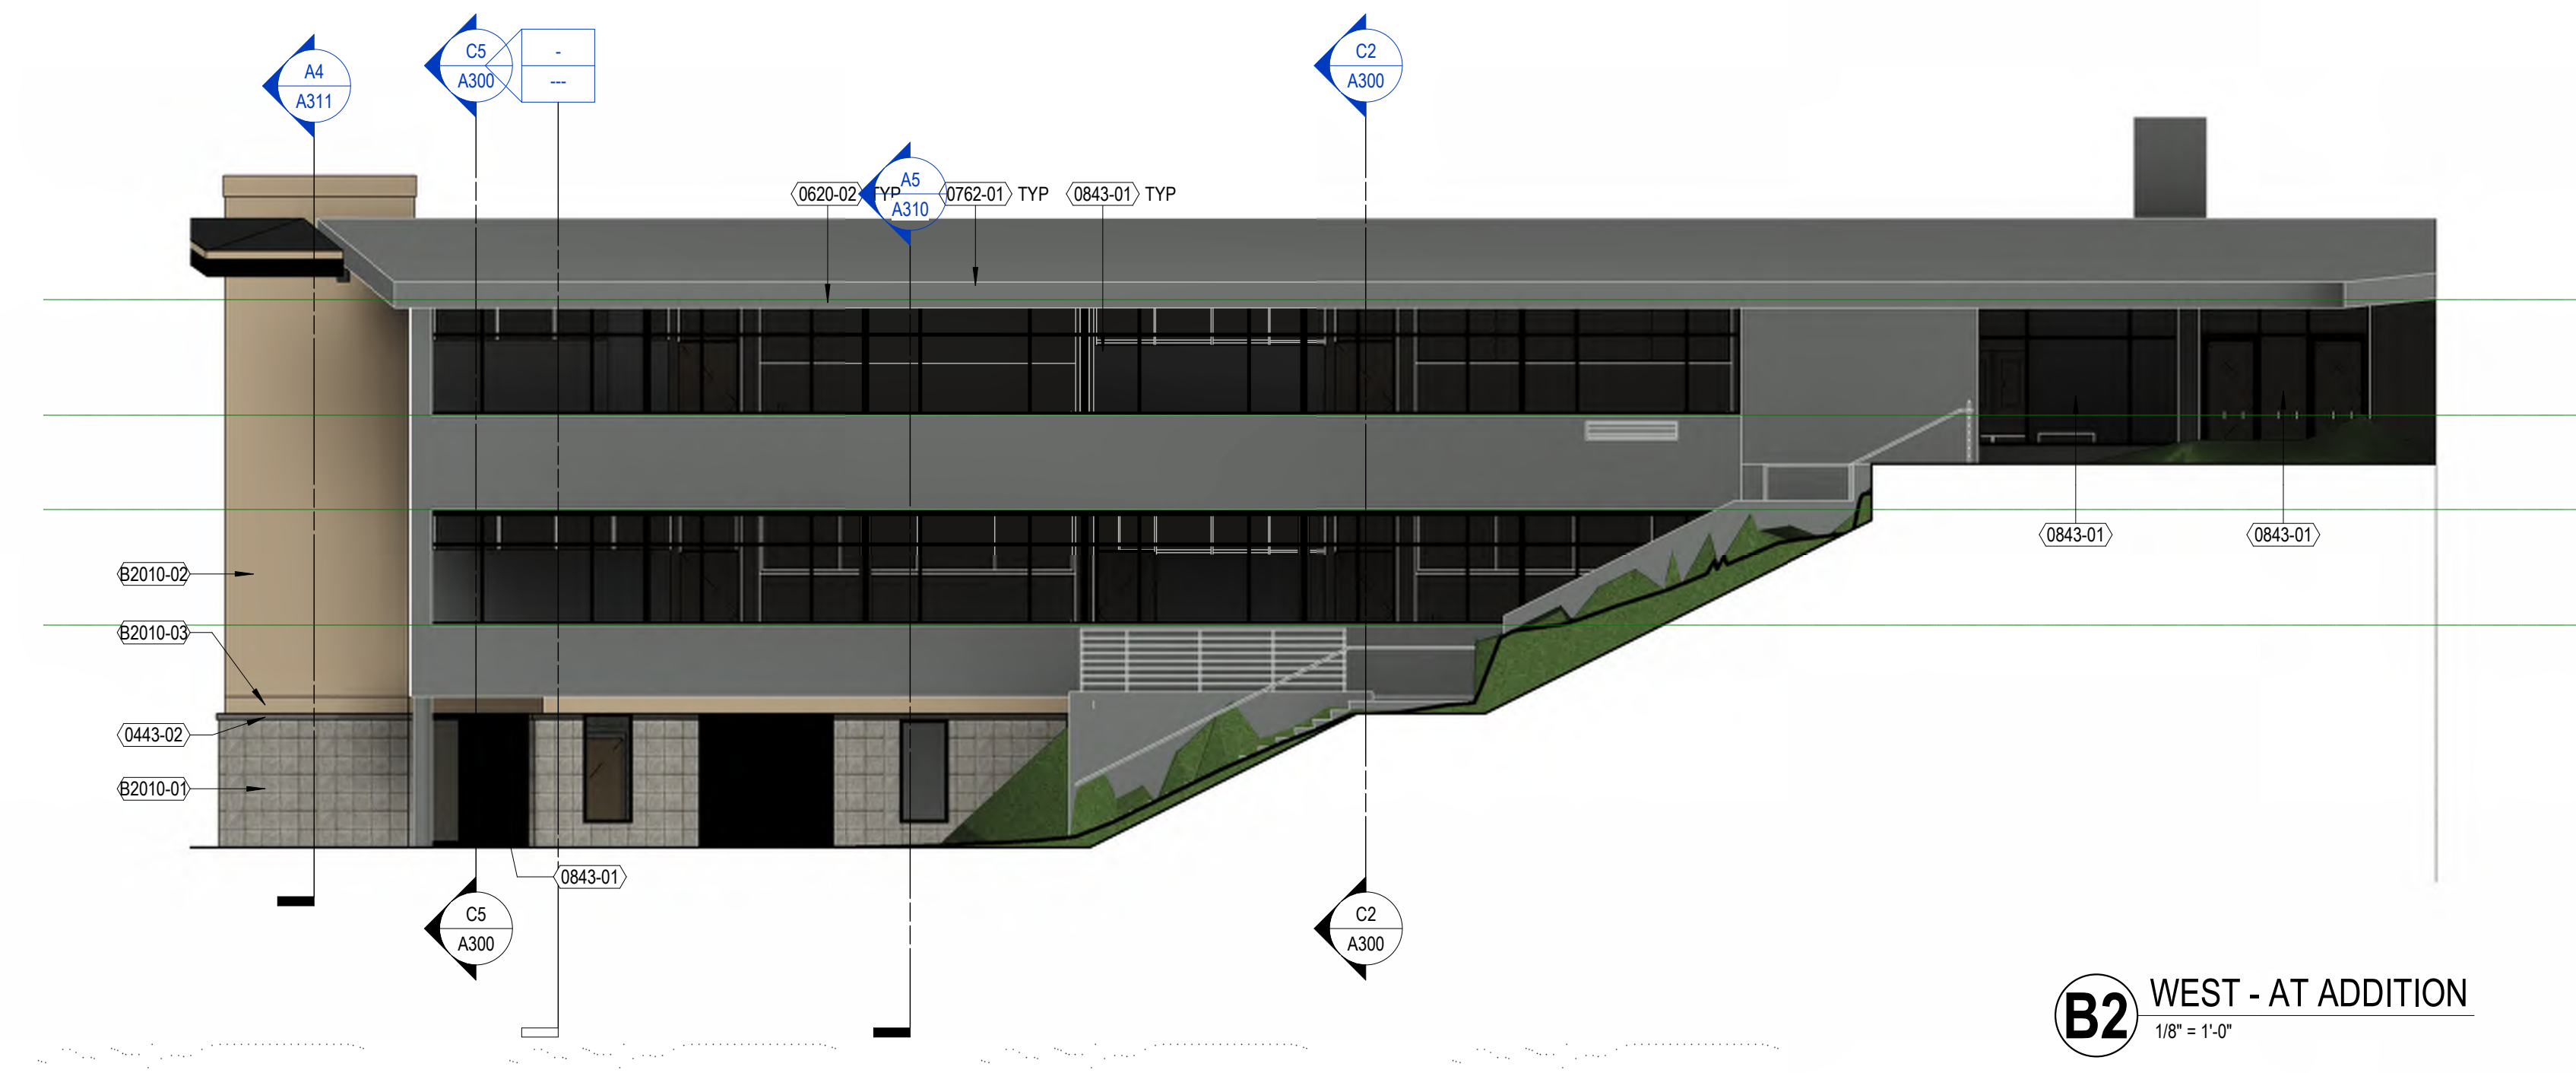 A4
A311
C5
A300
-
---
C2
A300
0620-02 TYP
A5
A310
0762-01 TYP
0843-01 TYP
0843-01
0843-01
B2010-02
B2010-03
0443-02
B2010-01
0843-01
C5
A300
C2
A300
B2
WEST - AT ADDITION
1/8" = 1'-0"